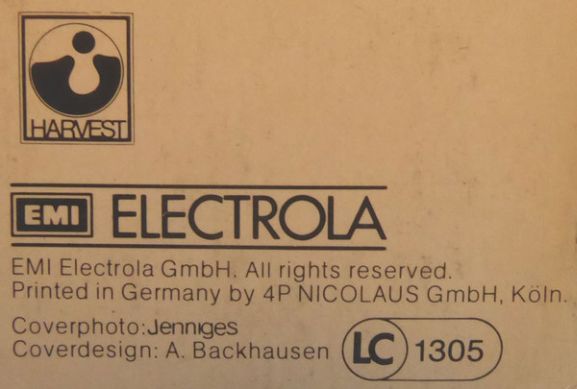 HARVEST
EMI ELECTROLA
EMI Electrola GmbH. All rights reserved.
Printed in Germany by 4P NICOLAUS GmbH, Köln.
Coverphoto:Jenniges
Coverdesign: A. Backhausen
LC 1305